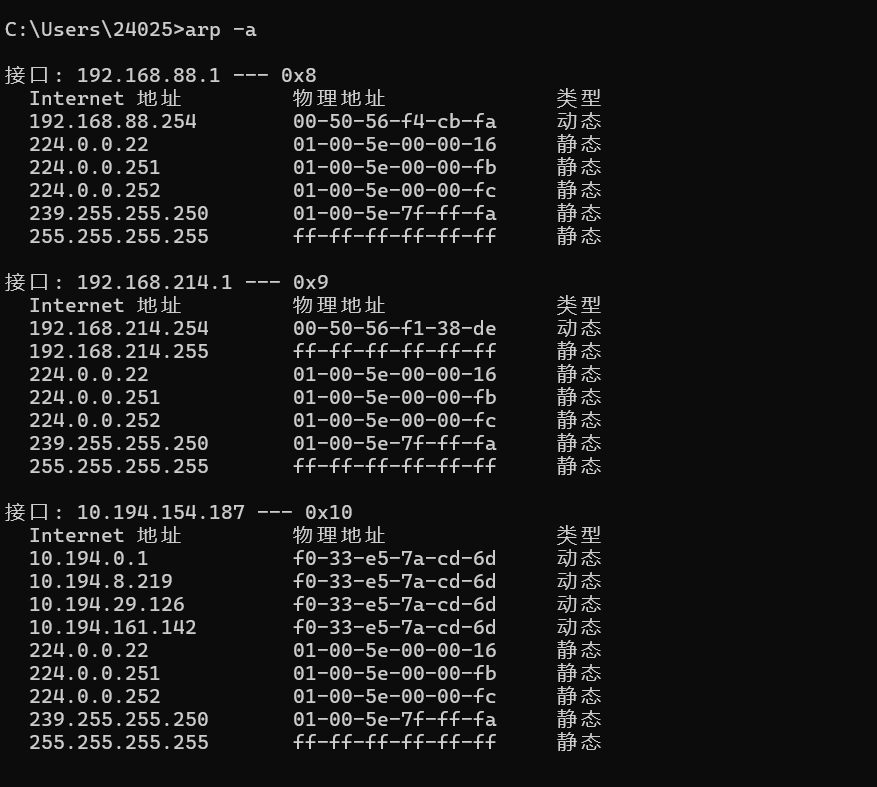 C:\Users\24025>arp -a
接口: 192.168.88.1 --- 0x8
Internet 地址 物理地址 类型
192.168.88.254 00-50-56-f4-cb-fa 动态
224.0.0.22 01-00-5e-00-00-16 静态
224.0.0.251 01-00-5e-00-00-fb 静态
224.0.0.252 01-00-5e-00-00-fc 静态
239.255.255.250 01-00-5e-7f-ff-fa 静态
255.255.255.255 ff-ff-ff-ff-ff-ff 静态
接口: 192.168.214.1 --- 0x9
Internet 地址 物理地址 类型
192.168.214.254 00-50-56-f1-38-de 动态
192.168.214.255 ff-ff-ff-ff-ff-ff 静态
224.0.0.22 01-00-5e-00-00-16 静态
224.0.0.251 01-00-5e-00-00-fb 静态
224.0.0.252 01-00-5e-00-00-fc 静态
239.255.255.250 01-00-5e-7f-ff-fa 静态
255.255.255.255 ff-ff-ff-ff-ff-ff 静态
接口: 10.194.154.187 --- 0x10
Internet 地址 物理地址 类型
10.194.0.1 f0-33-e5-7a-cd-6d 动态
10.194.8.219 f0-33-e5-7a-cd-6d 动态
10.194.29.126 f0-33-e5-7a-cd-6d 动态
10.194.161.142 f0-33-e5-7a-cd-6d 动态
224.0.0.22 01-00-5e-00-00-16 静态
224.0.0.251 01-00-5e-00-00-fb 静态
224.0.0.252 01-00-5e-00-00-fc 静态
239.255.255.250 01-00-5e-7f-ff-fa 静态
255.255.255.255 ff-ff-ff-ff-ff-ff 静态